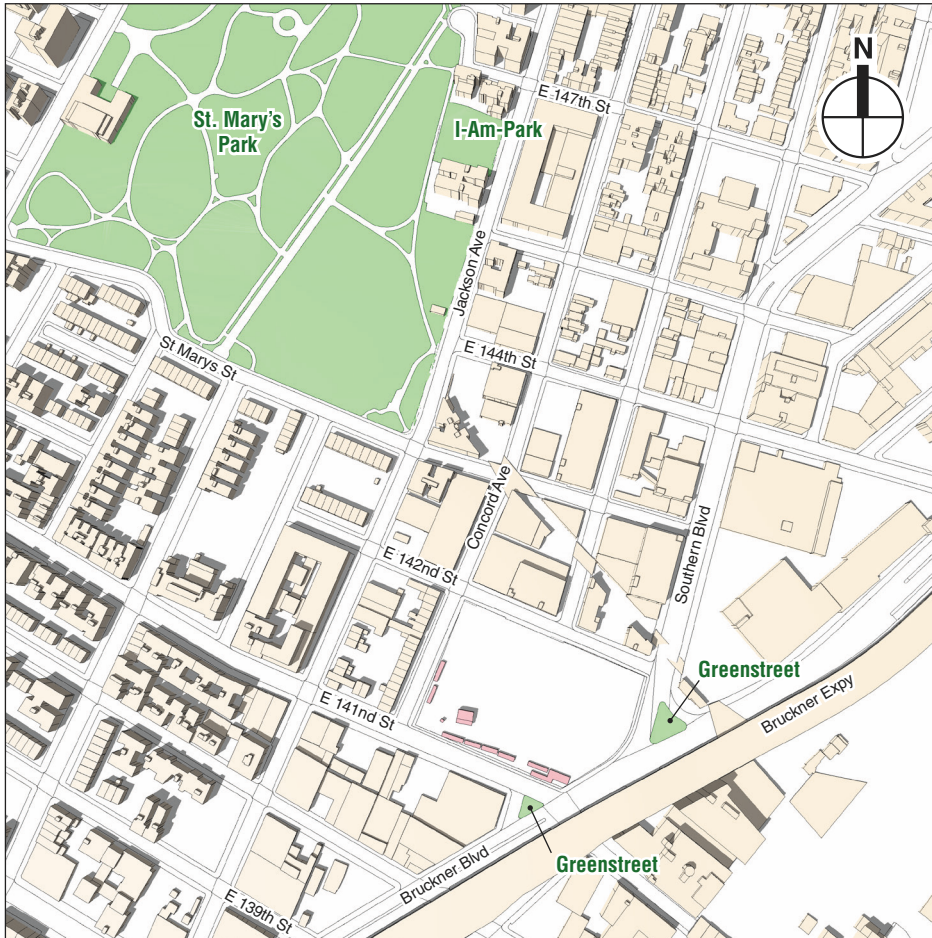 N
E 147th St
St. Mary's
Park
I-Am-Park
Jackson Ave
E 144th St
St Marys St
Concord Ave
E 142nd St
Southern Blvd
Greenstreet
Bruckner Expy
E 141nd St
Greenstreet
Bruckner Blvd
E 139th St